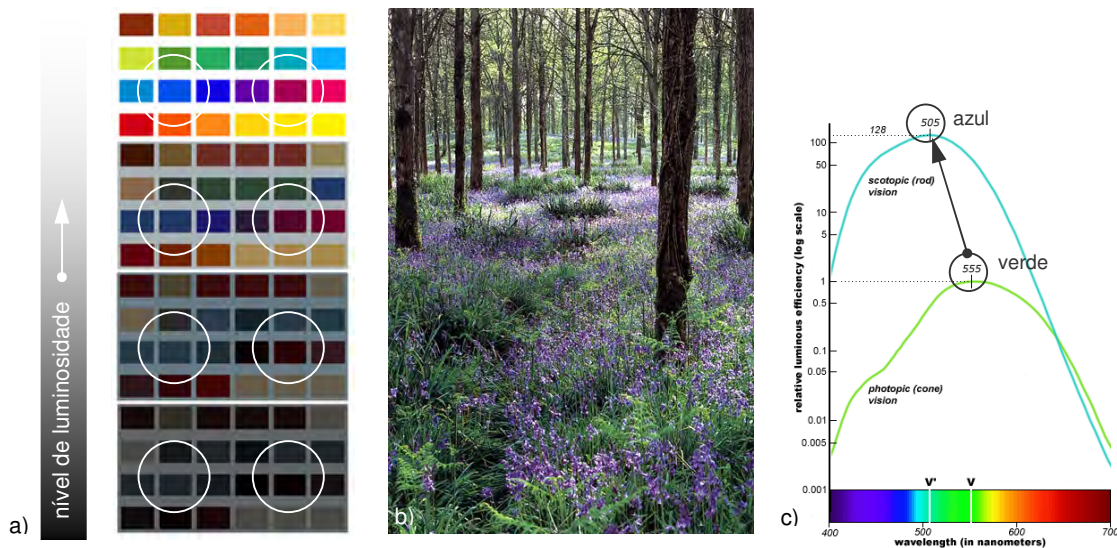 nível de luminosidade
a)
b)
c)
azul
505
128
scotopic (rod)
vision
verde
555
photopic (cone)
vision
relative luminous efficiency (log scale)
100
50
10
5
1
0.5
0.1
0.05
0.01
0.005
0.001
V' V
400 500 600 700
wavelength (in nanometers)